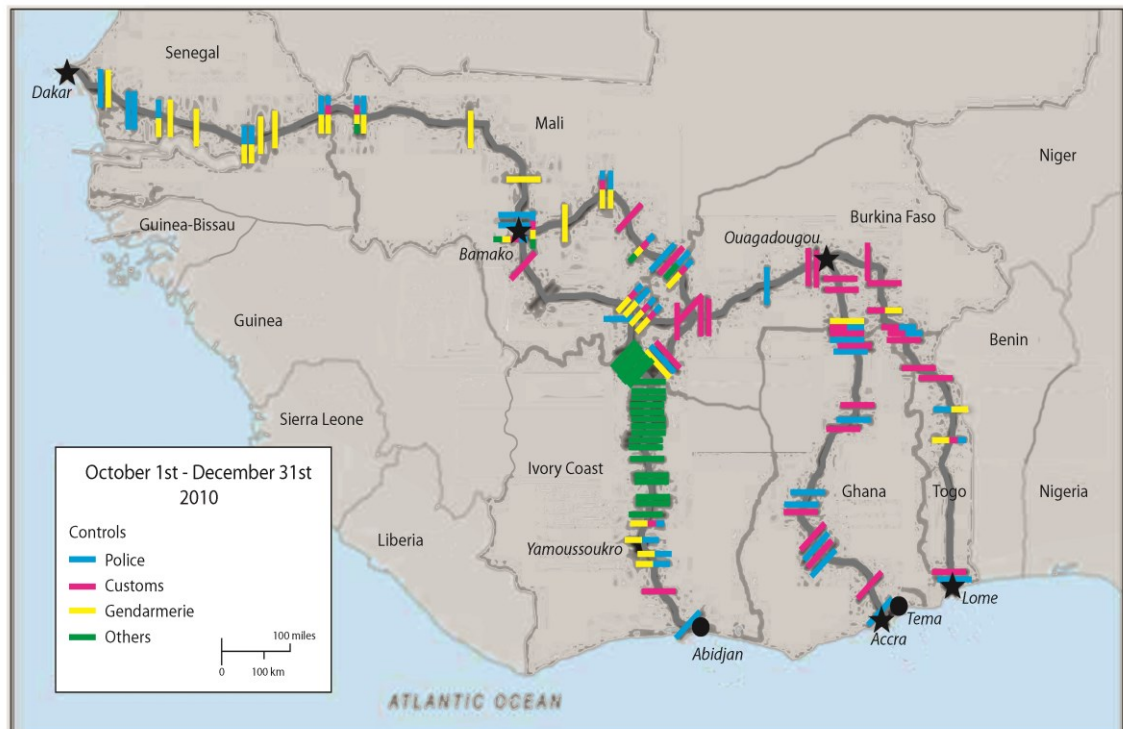 Senegal
Dakar
Mali
Niger
Guinea-Bissau
Burkina Faso
Ouagadougou
Bamako
Guinea
Benin
Sierra Leone
October 1st - December 31st
2010
Controls
Police
Customs
Gendarmerie
Others
100 miles
0 100 km
Ivory Coast
Ghana
Togo
Nigeria
Liberia
Yamoussoukro
Lome
Tema
Accra
Abidjan
ATLANTIC OCEAN